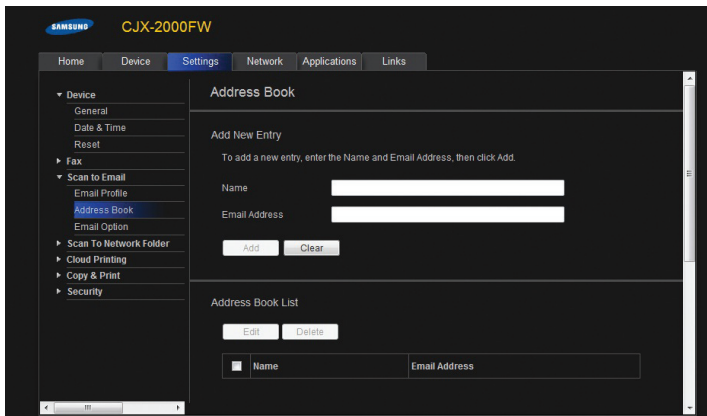 SAMSUNG CJX-2000FW
Home Device Settings Network Applications Links
Device
General
Date & Time
Reset
Fax
Scan to Email
Email Profile
Address Book
Email Option
Scan To Network Folder
Cloud Printing
Copy & Print
Security
Address Book
Add New Entry
To add a new entry, enter the Name and Email Address, then click Add.
Name
Email Address
Add Clear
Address Book List
Edit Delete
Name Email Address